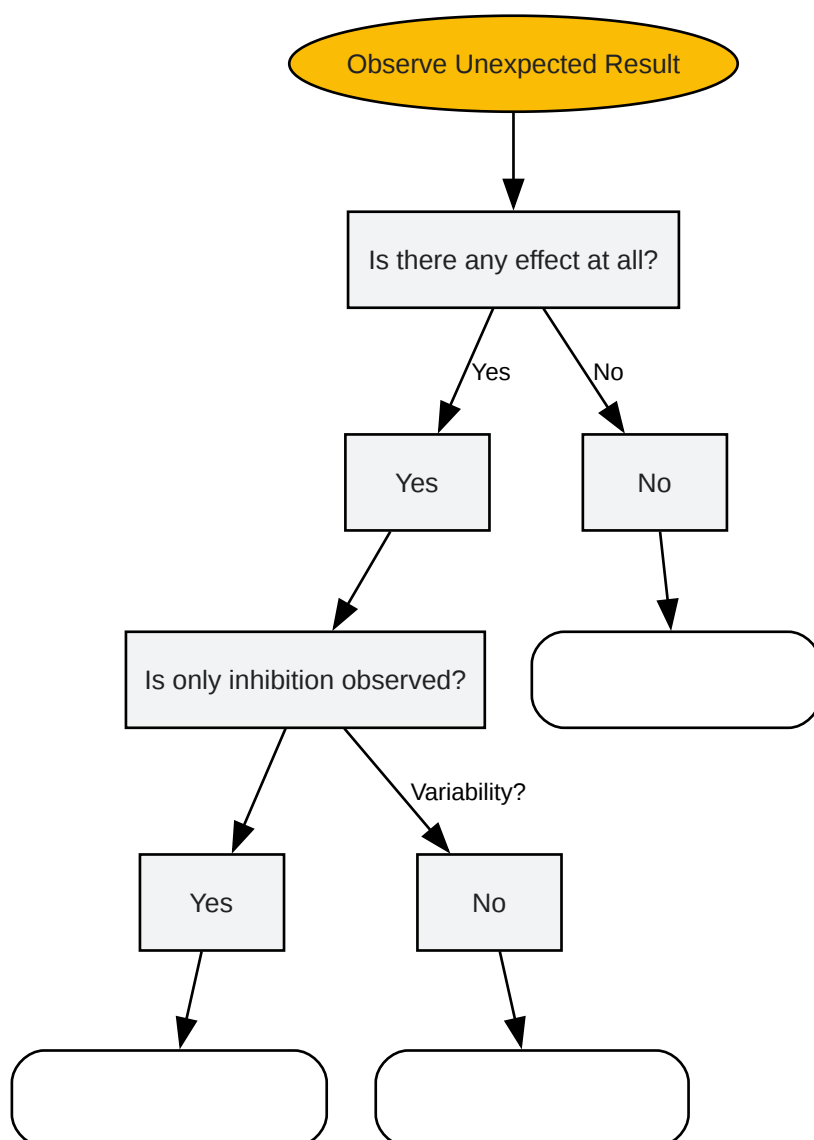 Observe Unexpected Result
Is there any effect at all?
Yes
No
Yes
No
Is only inhibition observed?
Variability?
Yes
No